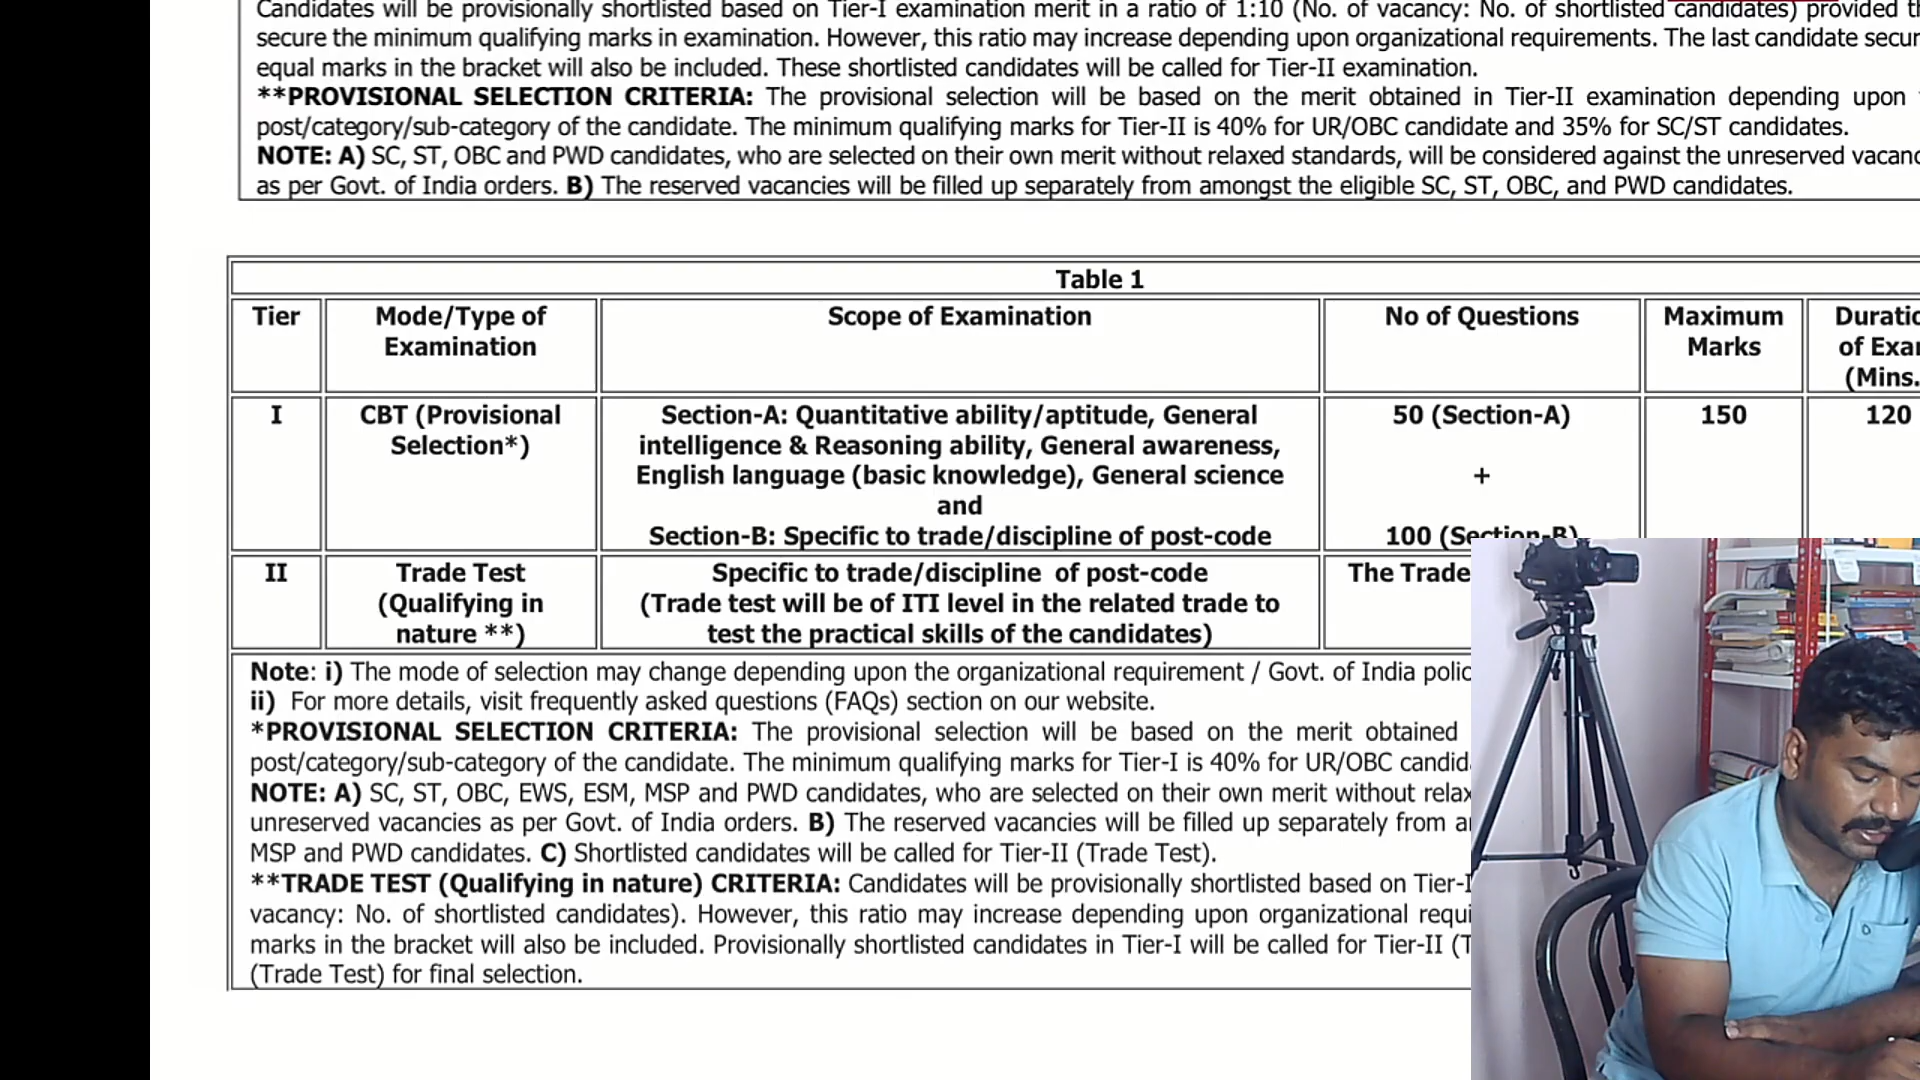 Candidates will be provisionally shortlisted based on Tier-I examination merit in a ratio of 1:10 (No. of vacancy: No. of shortlisted candidates) provided
secure the minimum qualifying marks in examination. However, this ratio may increase depending upon organizational requirements. The last candidate
equal marks in the bracket will also be included. These shortlisted candidates will be called for Tier-II examination.
**PROVISIONAL SELECTION CRITERIA: The provisional selection will be based on the merit obtained in Tier-II examination depending upon
post/category/sub-category of the candidate. The minimum qualifying marks for Tier-II is 40% for UR/OBC candidate and 35% for SC/ST candidates.
NOTE: A) SC, ST, OBC and PWD candidates, who are selected on their own merit without relaxed standards, will be considered against the unreserved
as per Govt. of India orders. B) The reserved vacancies will be filled up separately from amongst the eligible SC, ST, OBC, and PWD candidates.
Table 1
Tier
Mode/Type of
Examination
Scope of Examination
No of Questions
Maximum
Marks
of
(Mins.
I
CBT (Provisional
Selection*)
Section-A: Quantitative ability/aptitude, General
intelligence & Reasoning ability, General awareness,
English language (basic knowledge), General science
and
Section-B: Specific to trade/discipline of post-code
50 (Section-A)
+
100 (Section-B)
150
120
II
Trade Test
(Qualifying in
nature **)
Specific to trade/discipline of post-code
(Trade test will be of ITI level in the related trade to
test the practical skills of the candidates)
The Trade
Note: i) The mode of selection may change depending upon the organizational requirement / Govt. of India
ii) For more details, visit frequently asked questions (FAQs) section on our website.
*PROVISIONAL SELECTION CRITERIA: The provisional selection will be based on the merit obtained
post/category/sub-category of the candidate. The minimum qualifying marks for Tier-I is 40% for UR/OBC
NOTE: A) SC, ST, OBC, EWS, ESM, MSP and PWD candidates, who are selected on their own merit without
unreserved vacancies as per Govt. of India orders. B) The reserved vacancies will be filled up separately from
MSP and PWD candidates. C) Shortlisted candidates will be called for Tier-II (Trade Test).
**TRADE TEST (Qualifying in nature) CRITERIA: Candidates will be provisionally shortlisted based on Tier-I
vacancy: No. of shortlisted candidates). However, this ratio may increase depending upon organizational
marks in the bracket will also be included. Provisionally shortlisted candidates in Tier-I will be called for Tier-II
(Trade Test) for final selection.